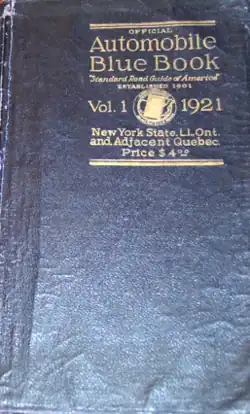 OFFICIAL
Automobile
Blue Book
"Standard Road Guide of America"
ESTABLISHED 1901
Vol. 1 1921
New York State, L.I., Ont.
and Adjacent Quebec.
Price $4.00